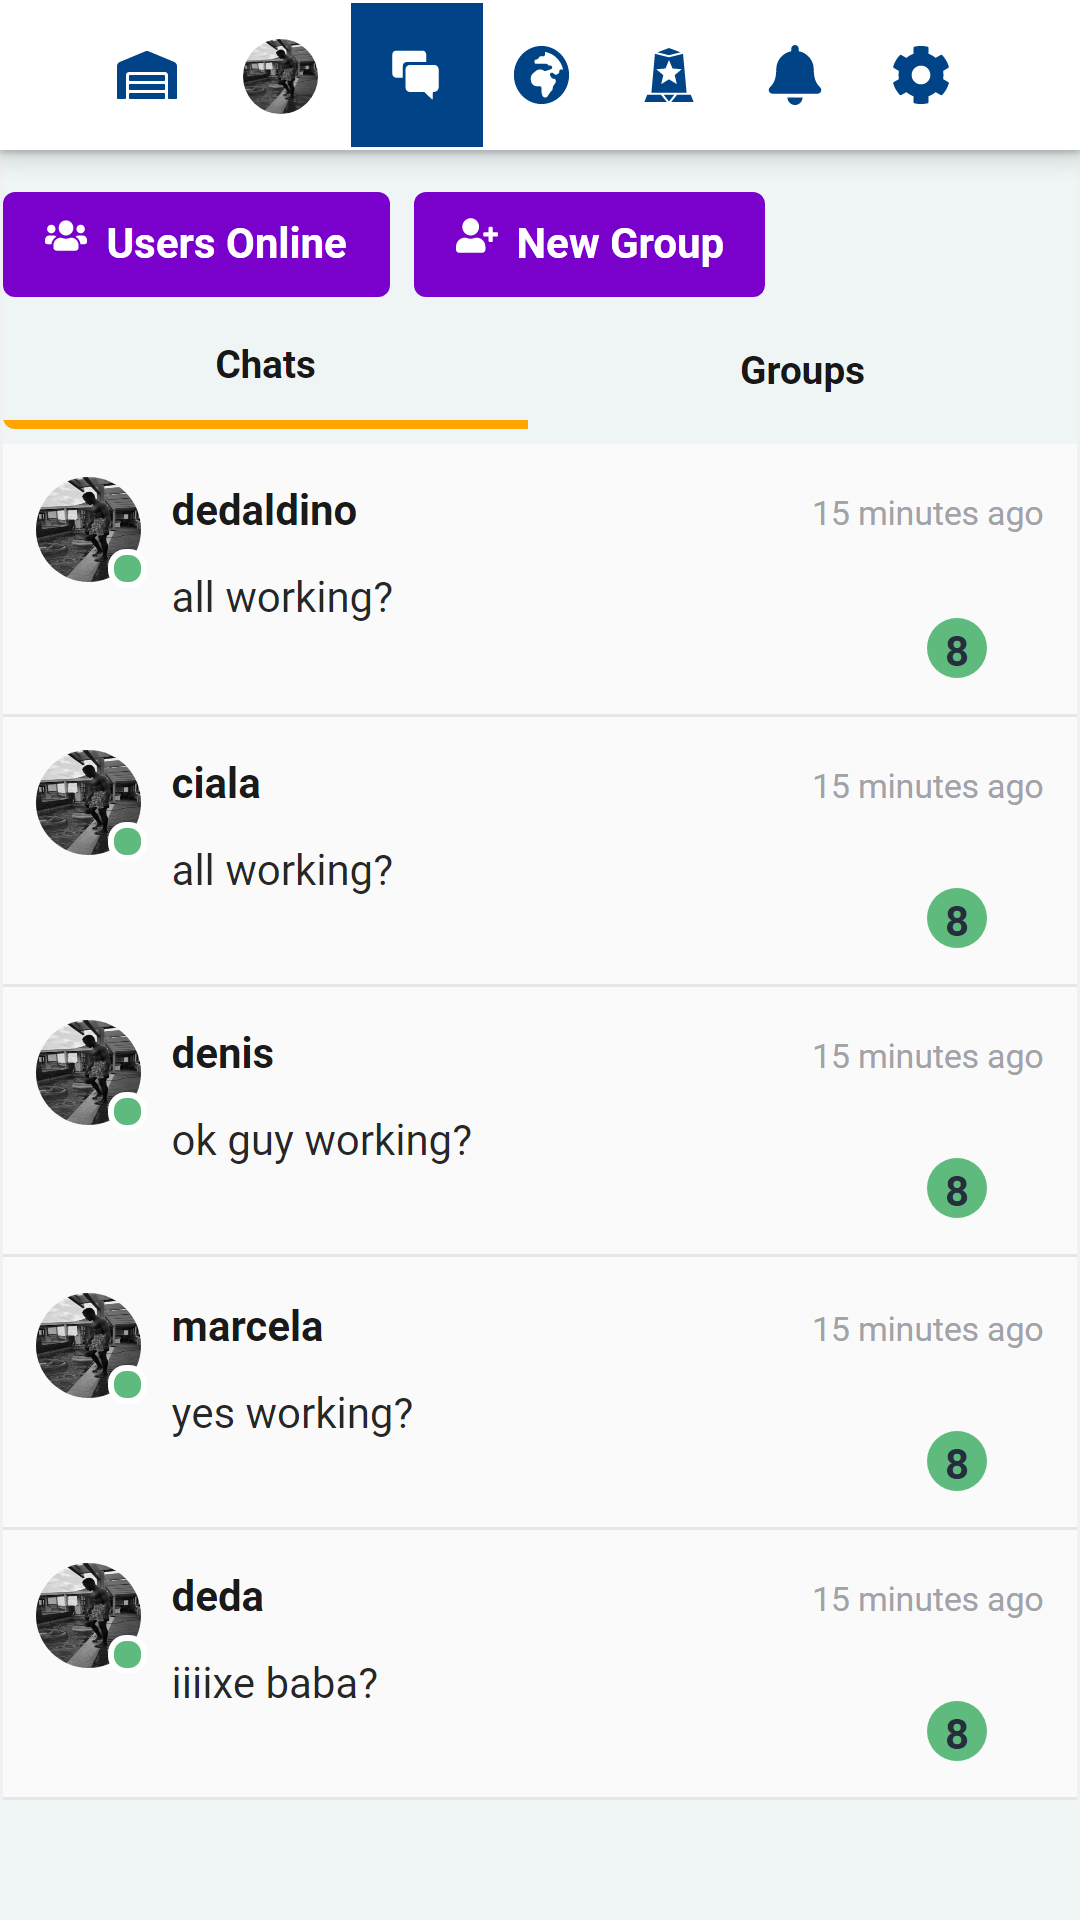 Users Online
New Group
Chats
Groups
dedaldino
15 minutes ago
all working?
8
ciala
15 minutes ago
all working?
8
denis
15 minutes ago
ok guy working?
8
marcela
15 minutes ago
yes working?
8
deda
15 minutes ago
iiiixe baba?
8